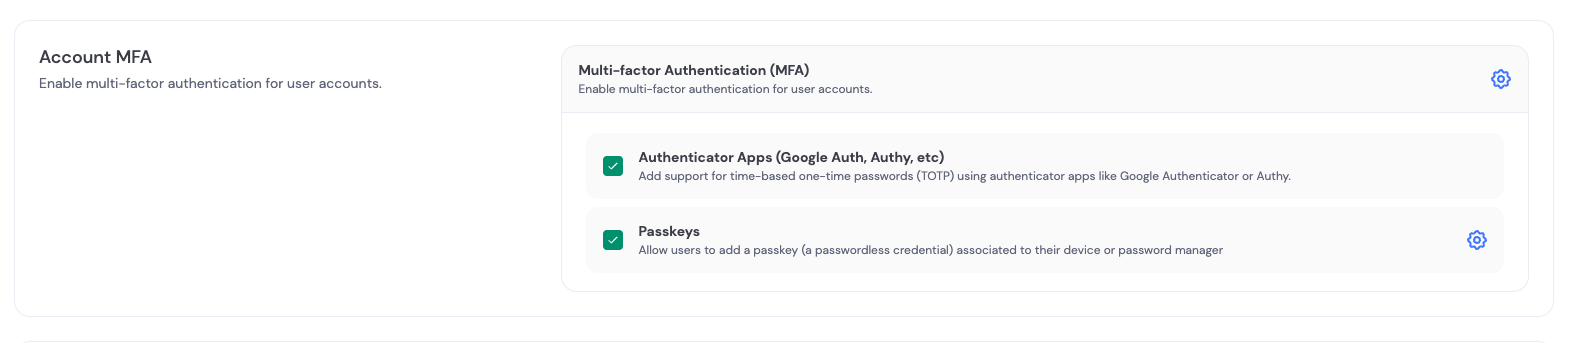 Account MFA
Enable multi-factor authentication for user accounts.
Multi-factor Authentication (MFA)
Enable multi-factor authentication for user accounts.
Authenticator Apps (Google Auth, Authy, etc)
Add support for time-based one-time passwords (TOTP) using authenticator apps like Google Authenticator or Authy.
Passkeys
Allow users to add a passkey (a passwordless credential) associated to their device or password manager